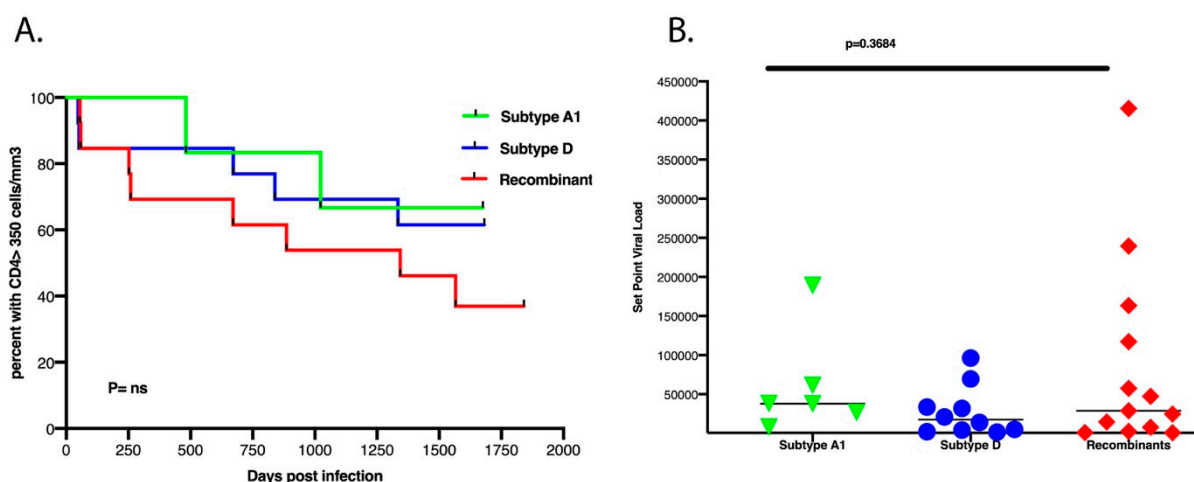 A.
percent with CD4> 350 cells/mm3
100
80
60
40
20
0
0 250 500 750 1000 1250 1500 1750 2000
Days post infection
Subtype A1
Subtype D
Recombinant
P= ns
B.
p=0.3684
Set Point Viral Load
450000
400000
350000
300000
250000
200000
150000
100000
50000
0
Subtype A1 Subtype D Recombinants